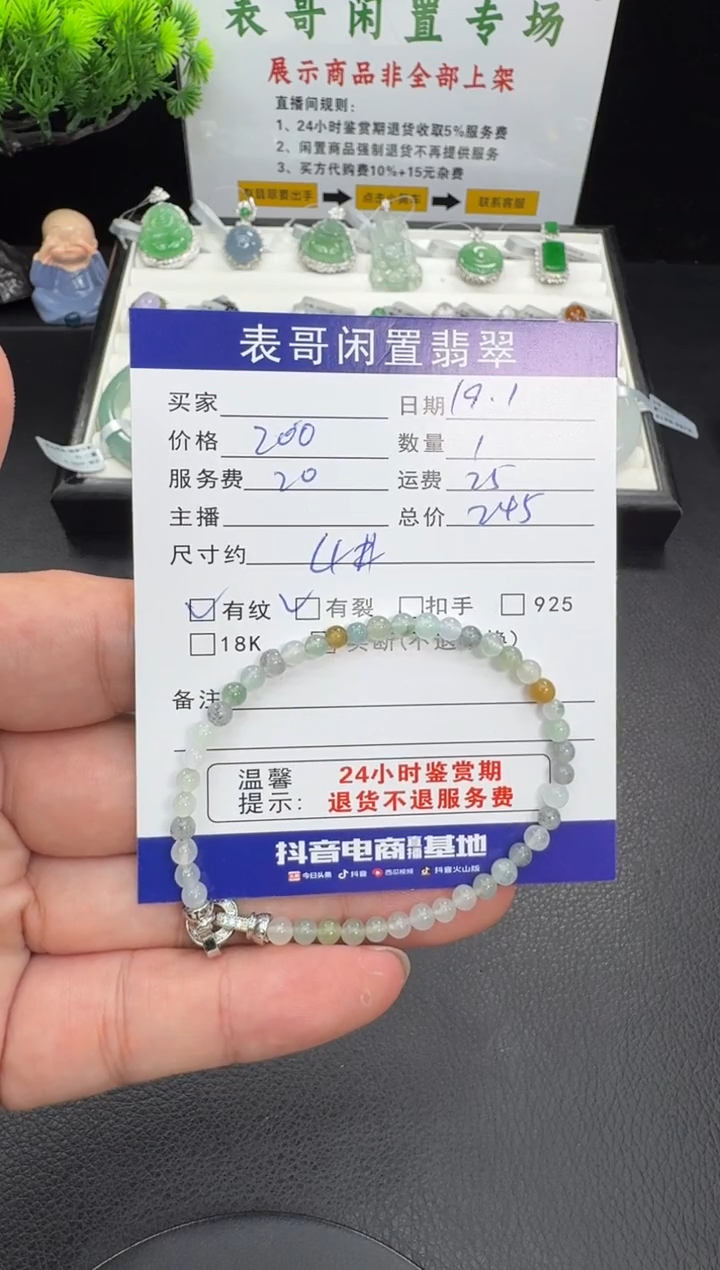 表哥闲置专场
展示商品非全部上架
直播间规则：
1、24小时鉴赏期退货收取5%服务费
2、闲置商品强制退货不再提供服务
3、买方代购费10%+15元杂费
联系客服
表哥闲置翡翠
买家 日期 19.1
价格 200 数量 1
服务费 20 运费 25
主播 总价 245
尺寸约 4#
有纹 有裂 扣手 925
18K 买断(不退 换)
备注
温馨提示： 24小时鉴赏期
退货不退服务费
抖音电商直播基地
今日头条 抖音 西瓜视频 抖音火山版